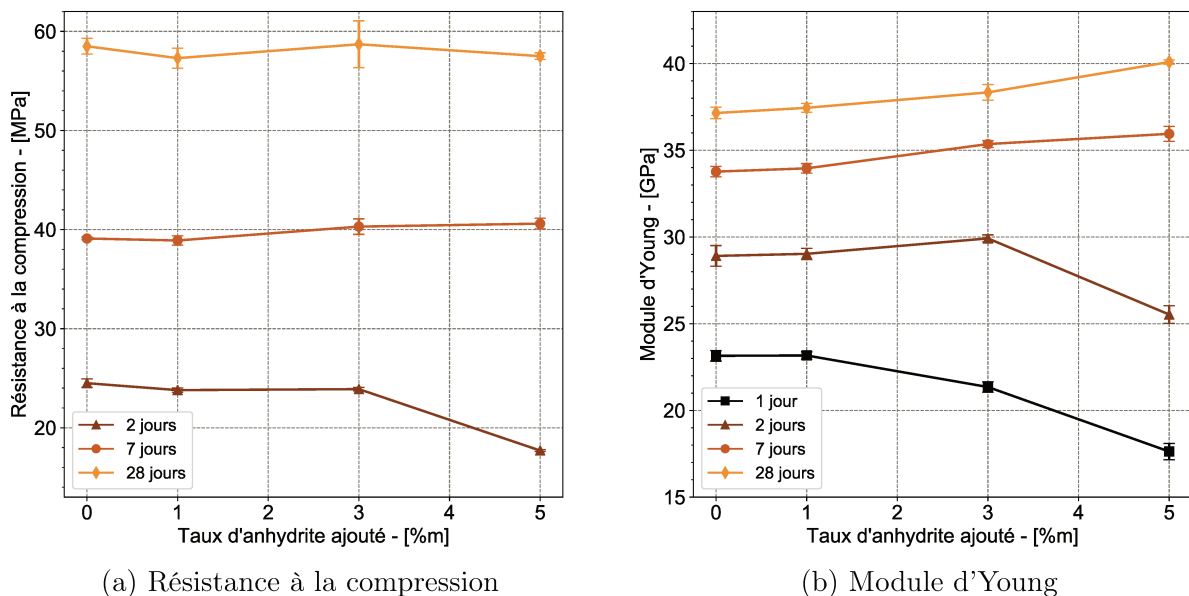 60
50
40
30
20
Résistance à la compression - [MPa]
2 jours
7 jours
28 jours
0 1 2 3 4 5
Taux d'anhydrite ajouté - [%m]
(a) Résistance à la compression
40
35
30
25
20
15
Module d'Young - [GPa]
1 jour
2 jours
7 jours
28 jours
0 1 2 3 4 5
Taux d'anhydrite ajouté - [%m]
(b) Module d'Young